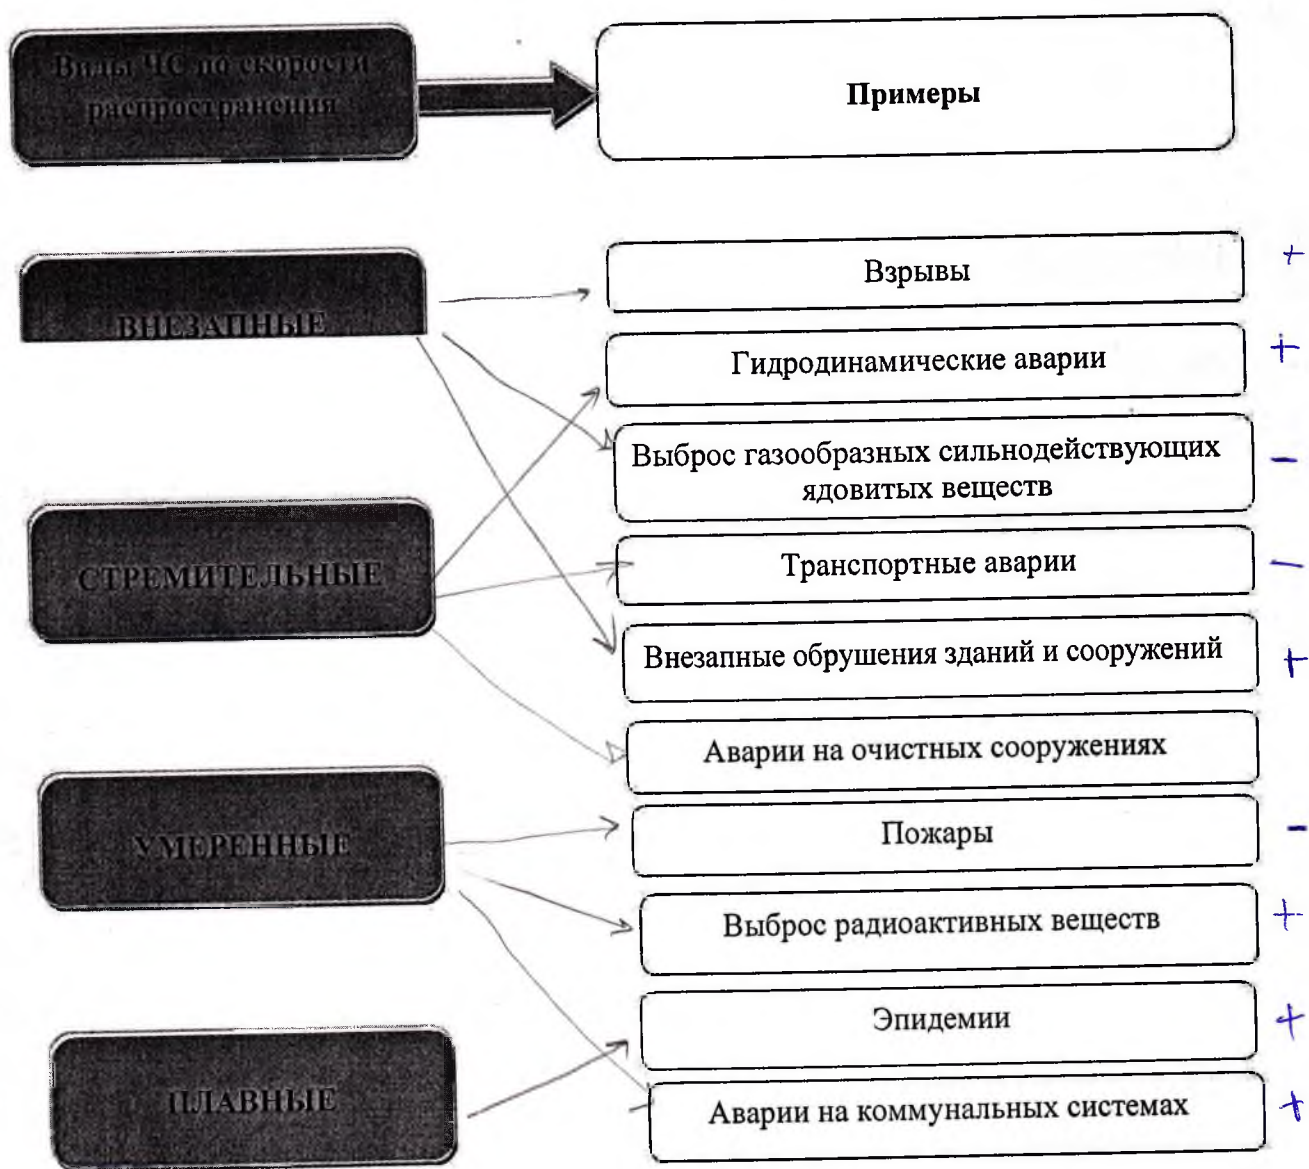 Виды ЧС по скорости
распространения
Примеры
ВНЕЗАПНЫЕ
Взрывы
+
Гидродинамические аварии
+
Выброс газообразных сильнодействующих
ядовитых веществ
-
СТРЕМИТЕЛЬНЫЕ
Транспортные аварии
-
Внезапные обрушения зданий и сооружений
+
Аварии на очистных сооружениях
УМЕРЕННЫЕ
Пожары
-
Выброс радиоактивных веществ
+
Эпидемии
+
ПЛАВНЫЕ
Аварии на коммунальных системах
+